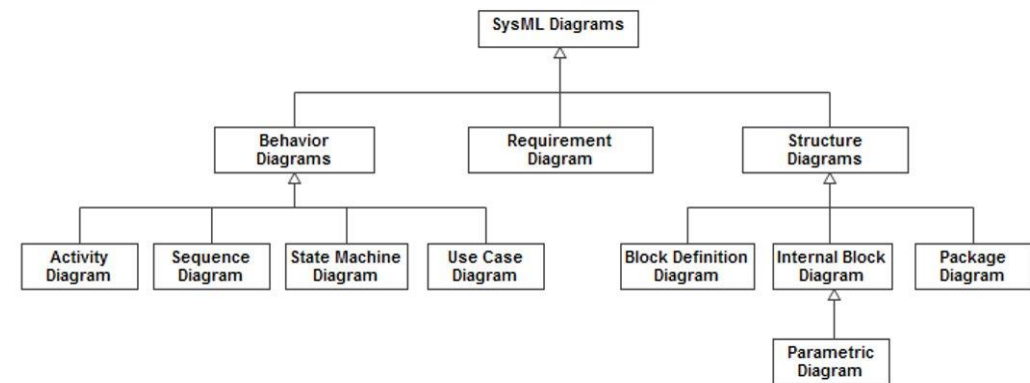 SysML Diagrams
Behavior
Diagrams
Requirement
Diagram
Structure
Diagrams
Activity
Diagram
Sequence
Diagram
State Machine
Diagram
Use Case
Diagram
Block Definition
Diagram
Internal Block
Diagram
Package
Diagram
Parametric
Diagram